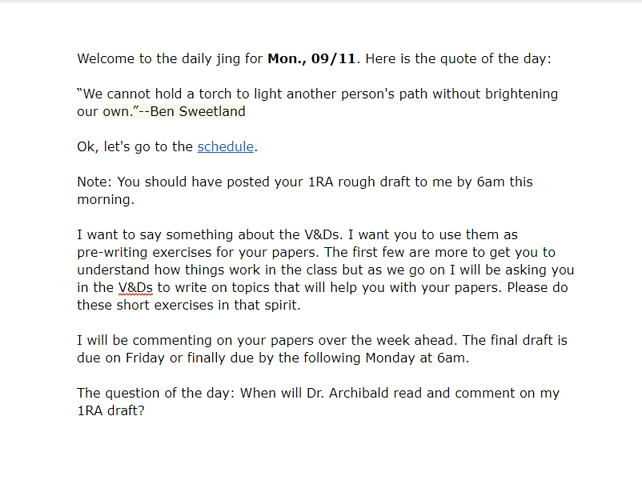 Welcome to the daily jing for Mon., 09/11. Here is the quote of the day:
“We cannot hold a torch to light another person's path without brightening
our own.”--Ben Sweetland
Ok, let's go to the schedule.
Note: You should have posted your 1RA rough draft to me by 6am this
morning.
I want to say something about the V&Ds. I want you to use them as
pre-writing exercises for your papers. The first few are more to get you to
understand how things work in the class but as we go on I will be asking you
in the V&Ds to write on topics that will help you with your papers. Please do
these short exercises in that spirit.
I will be commenting on your papers over the week ahead. The final draft is
due on Friday or finally due by the following Monday at 6am.
The question of the day: When will Dr. Archibald read and comment on my
1RA draft?